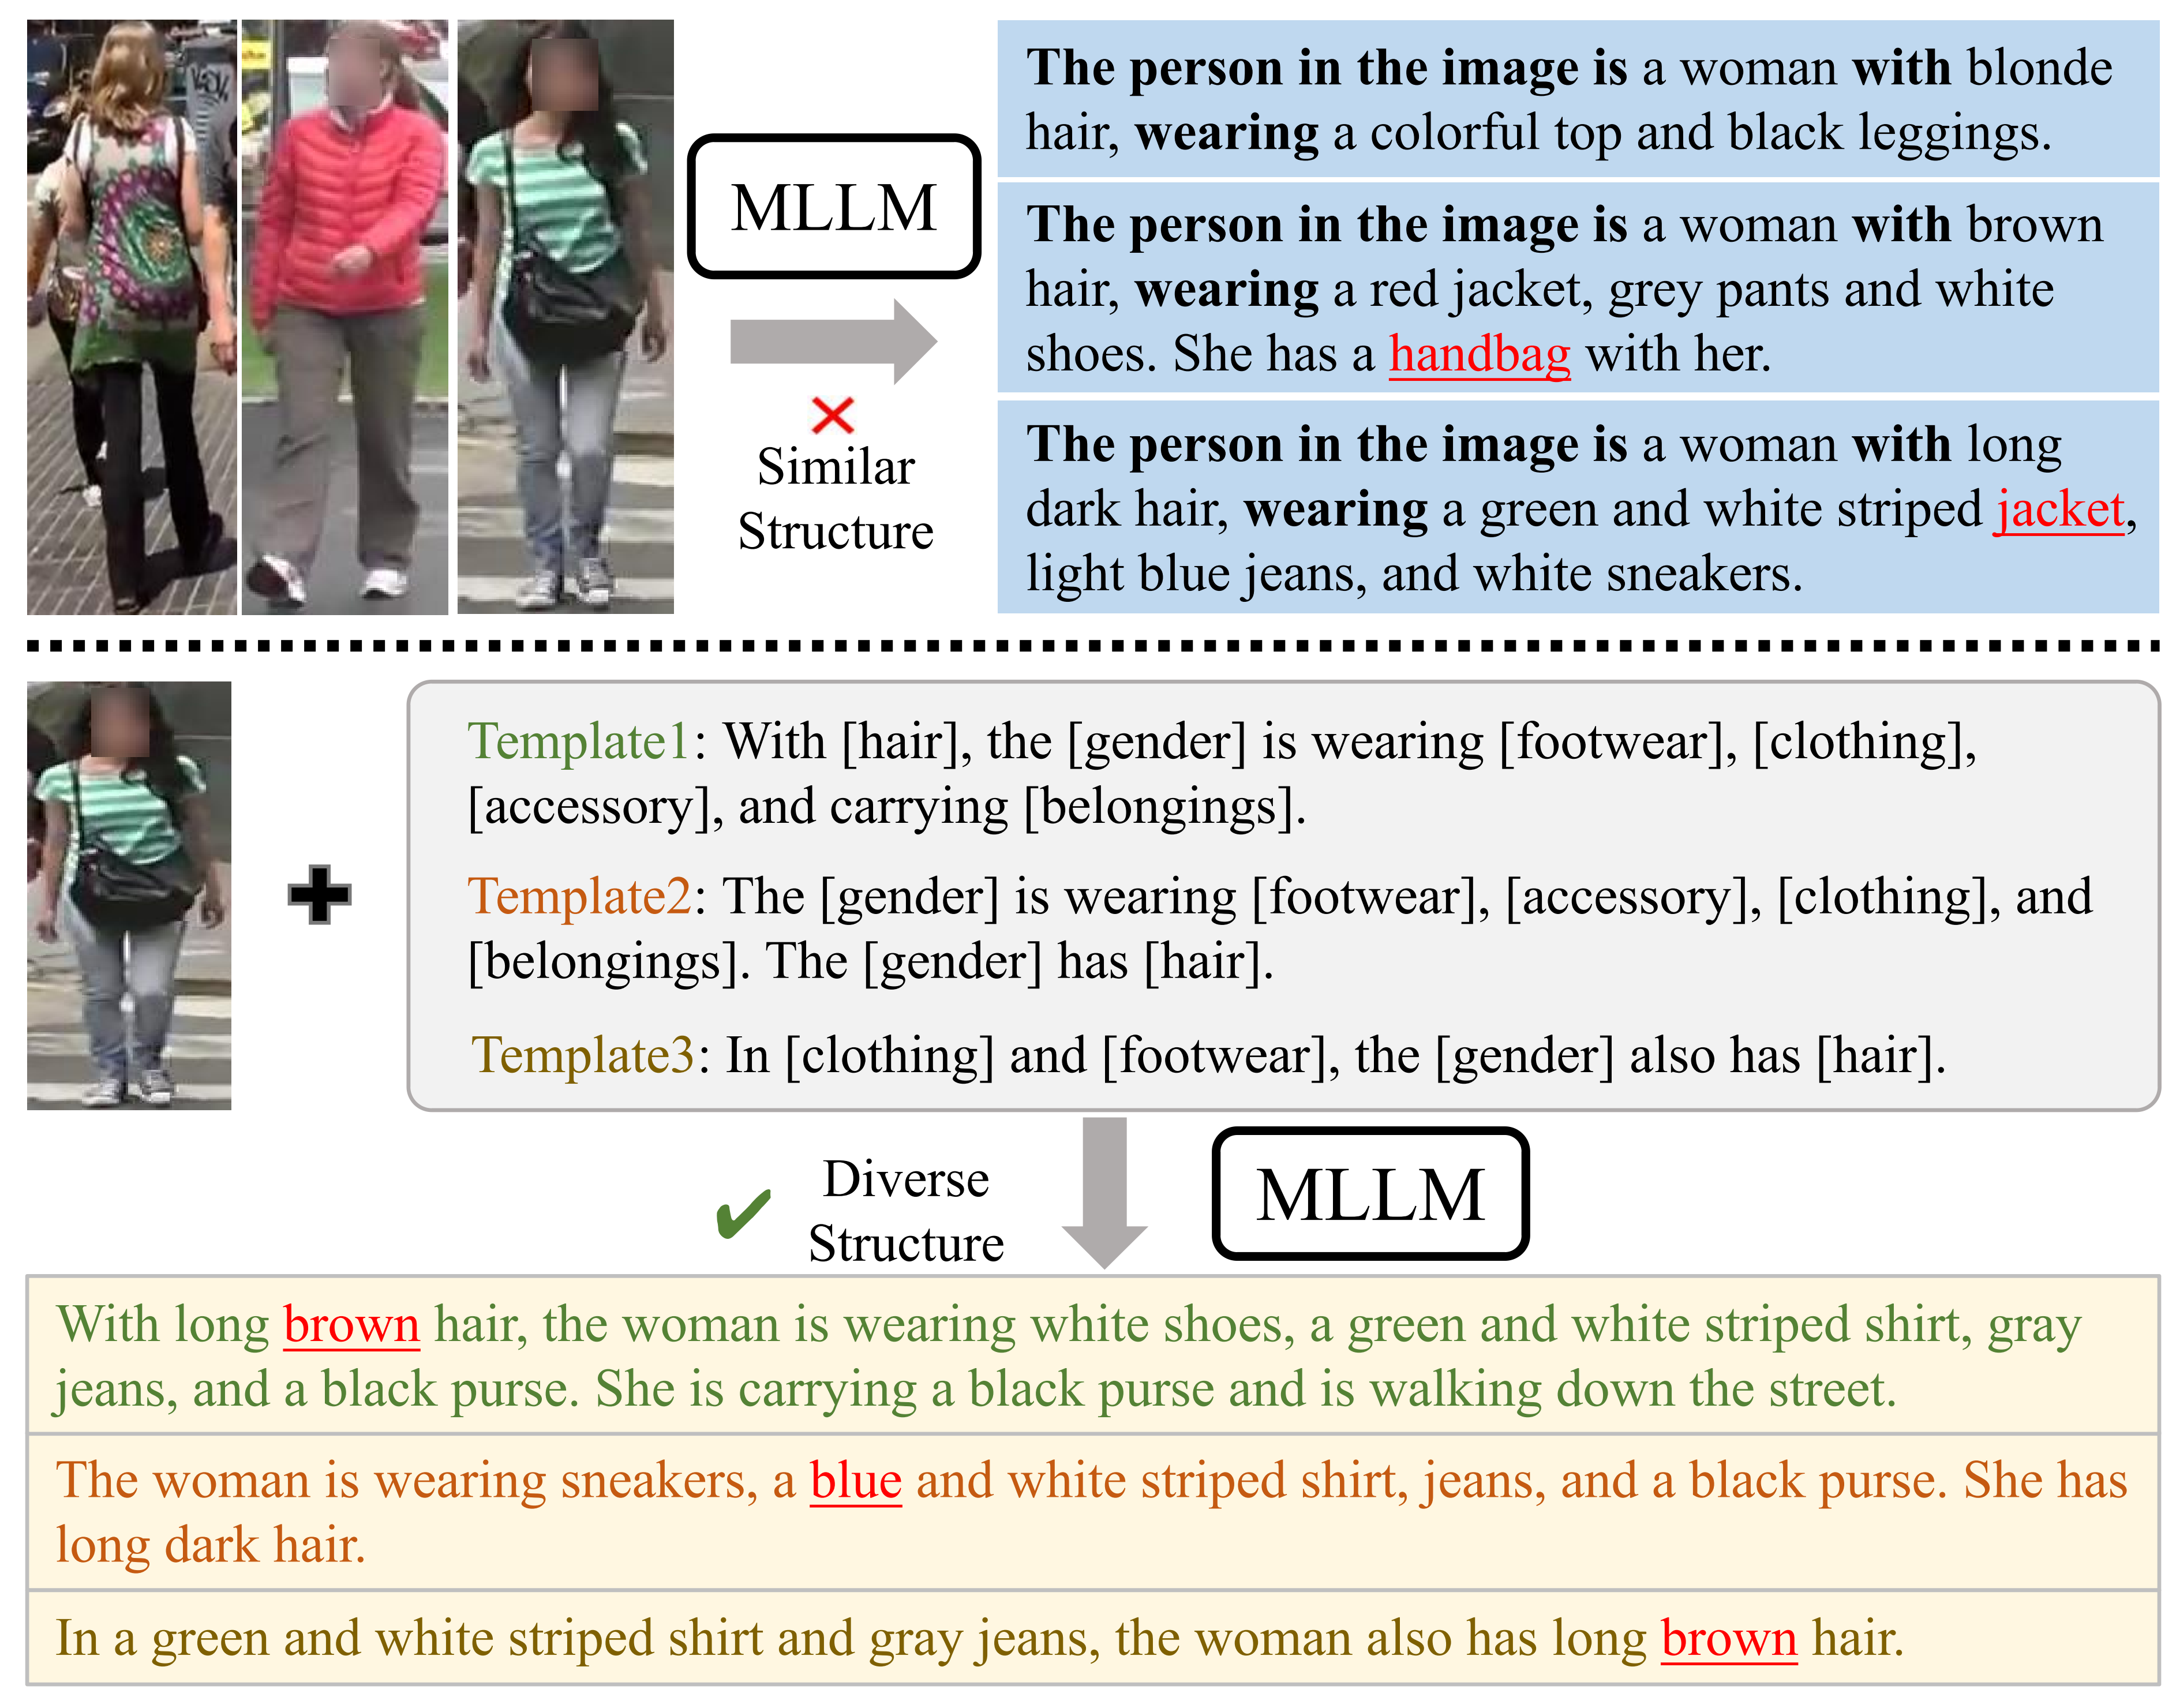 MLLM
Similar
Structure
The person in the image is a woman with blonde
hair, wearing a colorful top and black leggings.
The person in the image is a woman with brown
hair, wearing a red jacket, grey pants and white
shoes. She has a handbag with her.
The person in the image is a woman with long
dark hair, wearing a green and white striped jacket,
light blue jeans, and white sneakers.
Template1: With [hair], the [gender] is wearing [footwear], [clothing],
[accessory], and carrying [belongings].
Template2: The [gender] is wearing [footwear], [accessory], [clothing], and
[belongings]. The [gender] has [hair].
Template3: In [clothing] and [footwear], the [gender] also has [hair].
Diverse
Structure
MLLM
With long brown hair, the woman is wearing white shoes, a green and white striped shirt, gray
jeans, and a black purse. She is carrying a black purse and is walking down the street.
The woman is wearing sneakers, a blue and white striped shirt, jeans, and a black purse. She has
long dark hair.
In a green and white striped shirt and gray jeans, the woman also has long brown hair.